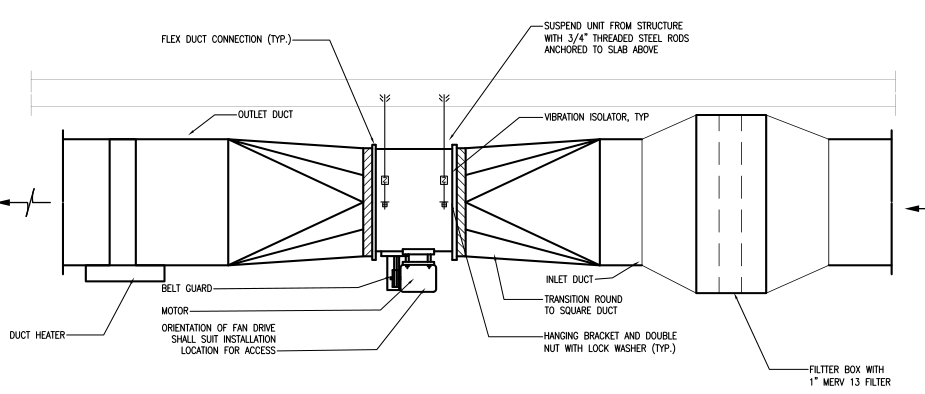 SUSPEND UNIT FROM STRUCTURE
WITH 3/4" THREADED STEEL RODS
ANCHORED TO SLAB ABOVE
FLEX DUCT CONNECTION (TYP.)
OUTLET DUCT
VIBRATION ISOLATOR, TYP
INLET DUCT
BELT GUARD
TRANSITION ROUND
TO SQUARE DUCT
MOTOR
ORIENTATION OF FAN DRIVE
SHALL SUIT INSTALLATION
LOCATION FOR ACCESS
DUCT HEATER
HANGING BRACKET AND DOUBLE
NUT WITH LOCK WASHER (TYP.)
FILTTER BOX WITH
1" MERV 13 FILTER